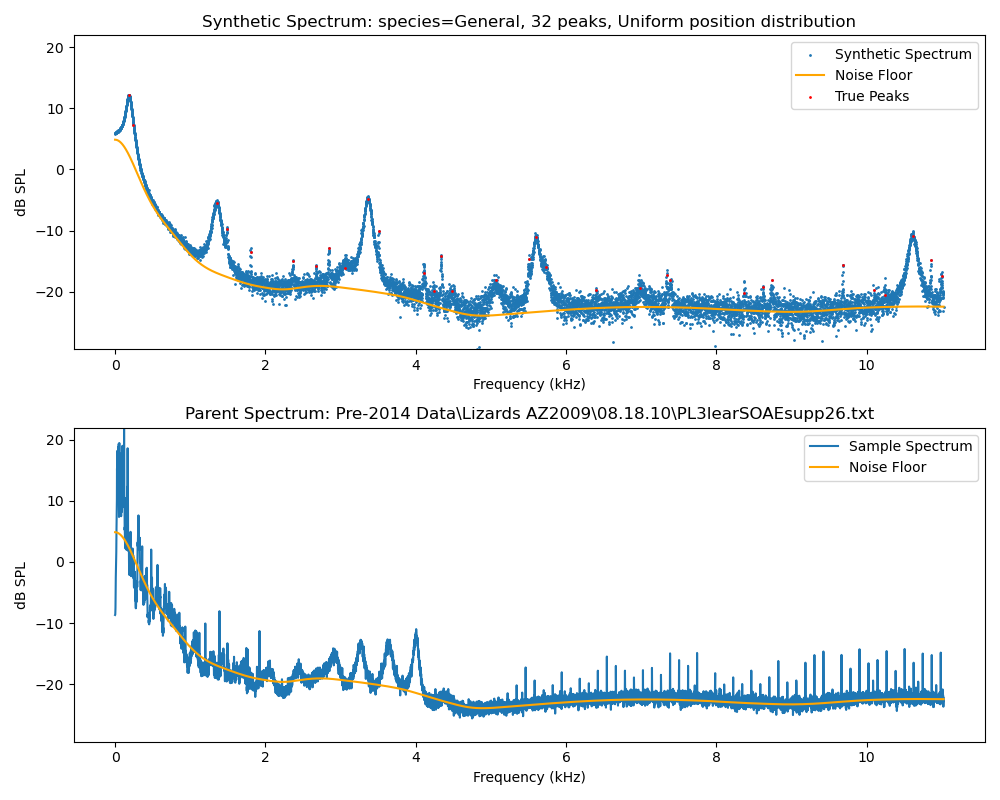 Synthetic Spectrum: species=General, 32 peaks, Uniform position distribution
20
10
0
−10
−20
dB SPL
Synthetic Spectrum
Noise Floor
True Peaks
0 2 4 6 8 10
Frequency (kHz)
Parent Spectrum: Pre-2014 Data\Lizards AZ2009\08.18.10\PL3learSOAEsupp26.txt
20
10
0
−10
−20
dB SPL
Sample Spectrum
Noise Floor
0 2 4 6 8 10
Frequency (kHz)